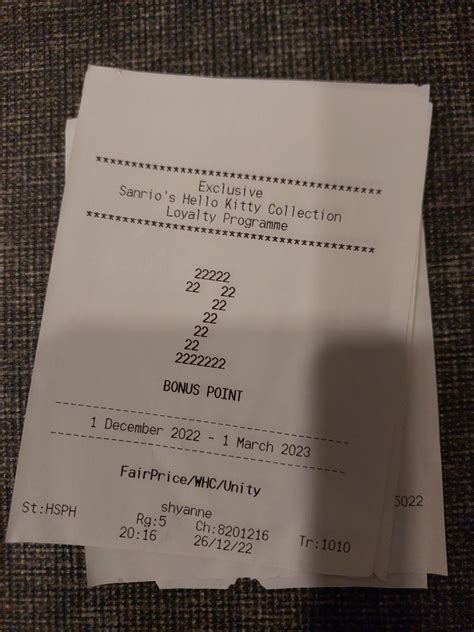 *********************************
Exclusive
Sanrio's Hello Kitty Collection
Loyalty Programme
*********************************
22222
22 22
22
22
22
22
2222222
BONUS POINT
--------------------------------
1 December 2022 - 1 March 2023
--------------------------------
FairPrice/WHC/Unity
shyanne
St:HSPH Rg:5 Ch:8201216 Tr:1010
20:16 26/12/22